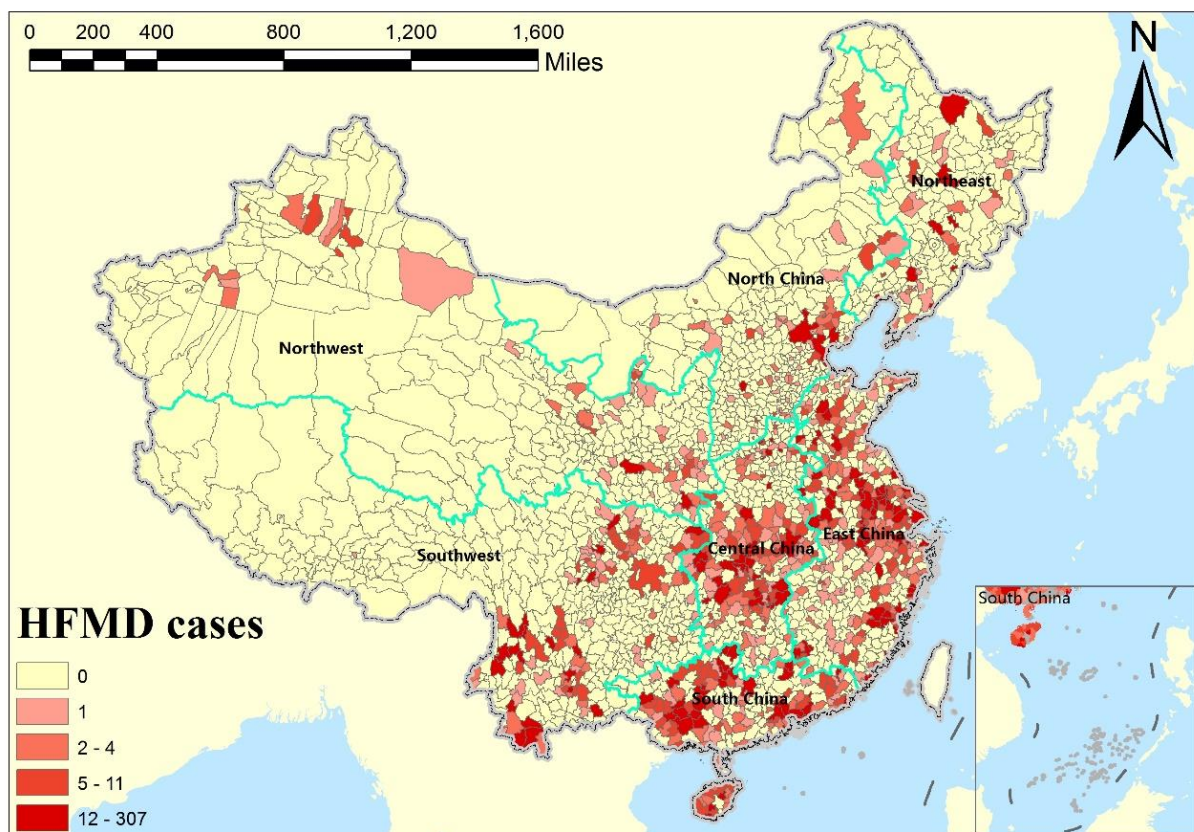 0 200 400 800 1,200 1,600
Miles
N
Northeast
North China
Northwest
Southwest
Central China
East China
South China
South China
HFMD cases
0
1
2 - 4
5 - 11
12 - 307